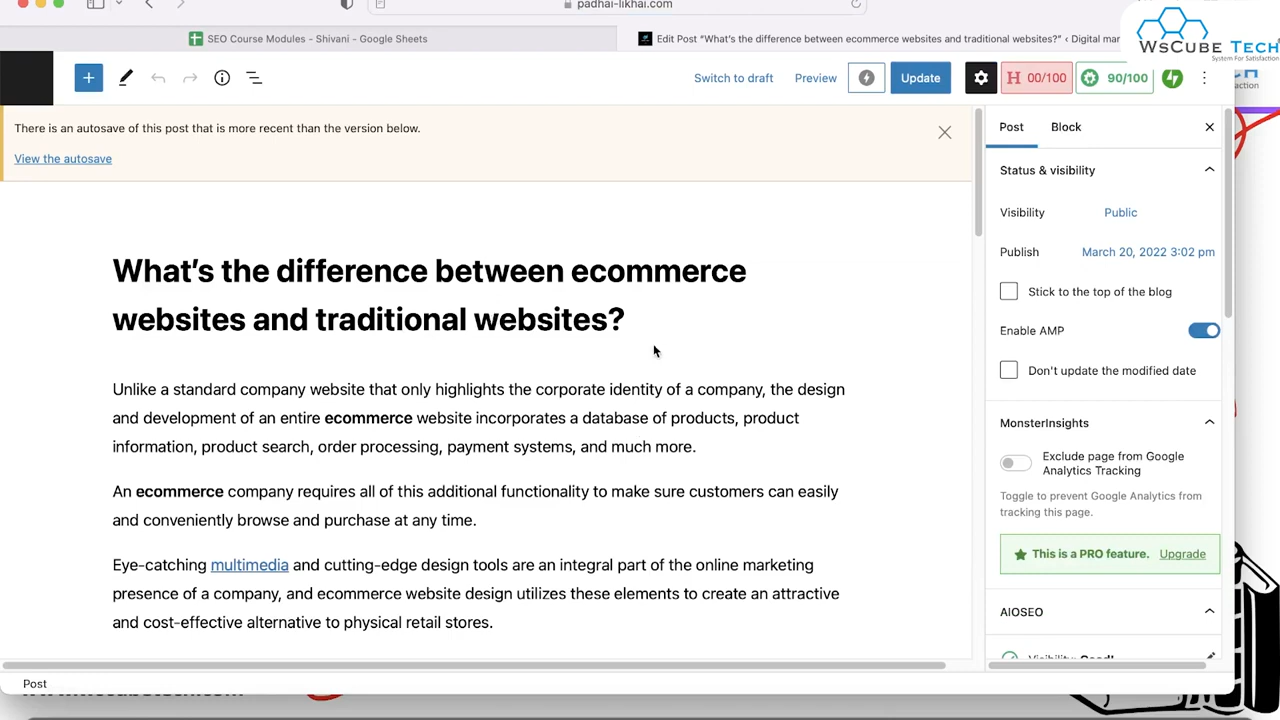 padhai-likhai.com
SEO Course Modules - Shivani - Google Sheets
Edit Post "What's the difference between ecommerce websites and traditional websites?" ‹ Digital mar
WsCube Tech
System For Satisfaction
Switch to draft
Preview
Update
H 00/100
90/100
There is an autosave of this post that is more recent than the version below.
View the autosave
What's the difference between ecommerce
websites and traditional websites?
Unlike a standard company website that only highlights the corporate identity of a company, the design
and development of an entire ecommerce website incorporates a database of products, product
information, product search, order processing, payment systems, and much more.
An ecommerce company requires all of this additional functionality to make sure customers can easily
and conveniently browse and purchase at any time.
Eye-catching multimedia and cutting-edge design tools are an integral part of the online marketing
presence of a company, and ecommerce website design utilizes these elements to create an attractive
and cost-effective alternative to physical retail stores.
Post
Block
Status & visibility
Visibility
Public
Publish
March 20, 2022 3:02 pm
Stick to the top of the blog
Enable AMP
Don't update the modified date
MonsterInsights
Exclude page from Google
Analytics Tracking
Toggle to prevent Google Analytics from
tracking this page.
This is a PRO feature. Upgrade
AIOSEO
Visibility: Good!
Post